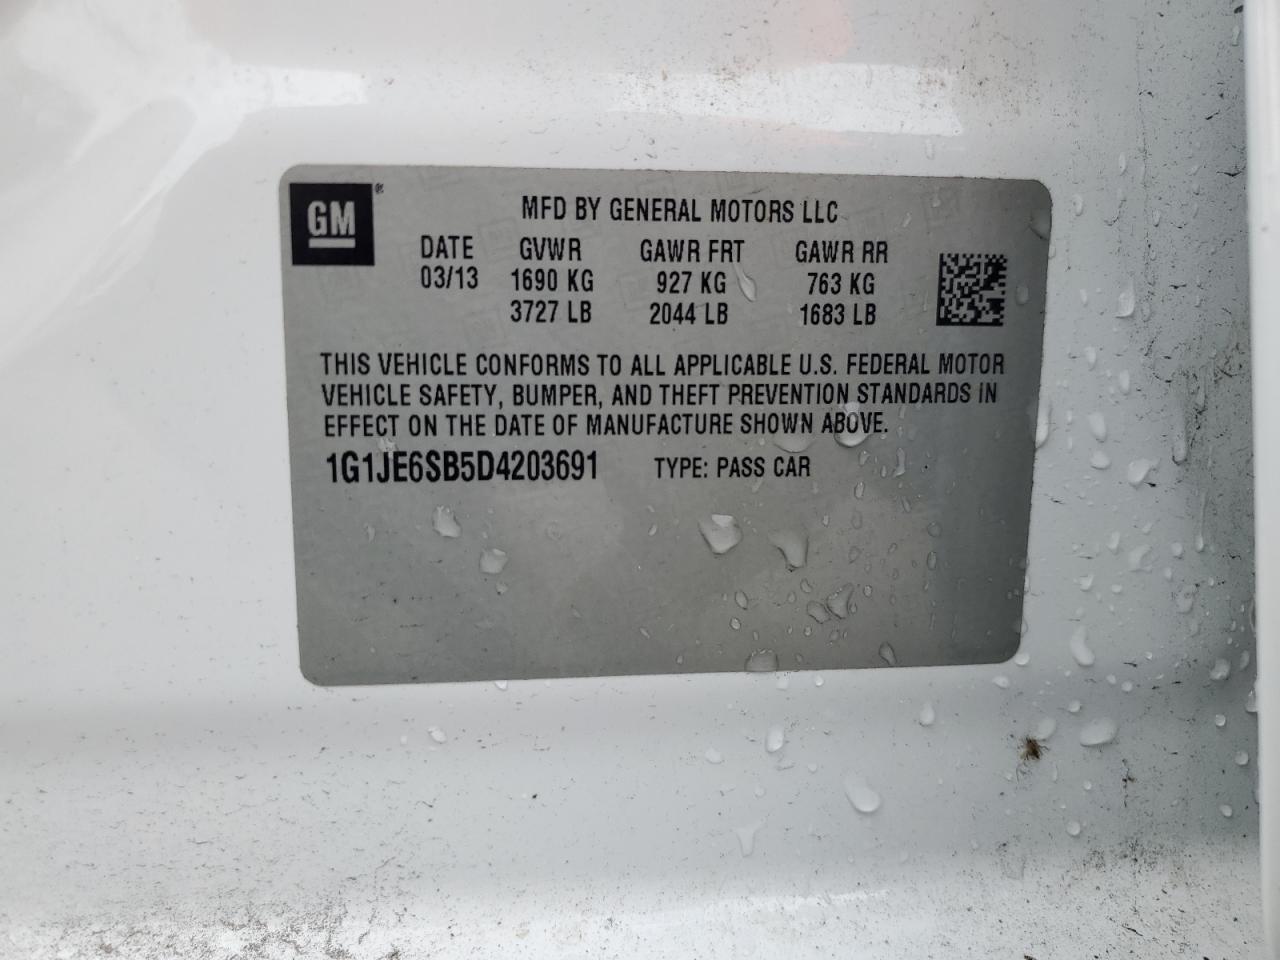 GM®
MFD BY GENERAL MOTORS LLC
DATE GVWR GAWR FRT GAWR RR
03/13 1690 KG 927 KG 763 KG
3727 LB 2044 LB 1683 LB
THIS VEHICLE CONFORMS TO ALL APPLICABLE U.S. FEDERAL MOTOR
VEHICLE SAFETY, BUMPER, AND THEFT PREVENTION STANDARDS IN
EFFECT ON THE DATE OF MANUFACTURE SHOWN ABOVE.
1G1JE6SB5D4203691 TYPE: PASS CAR